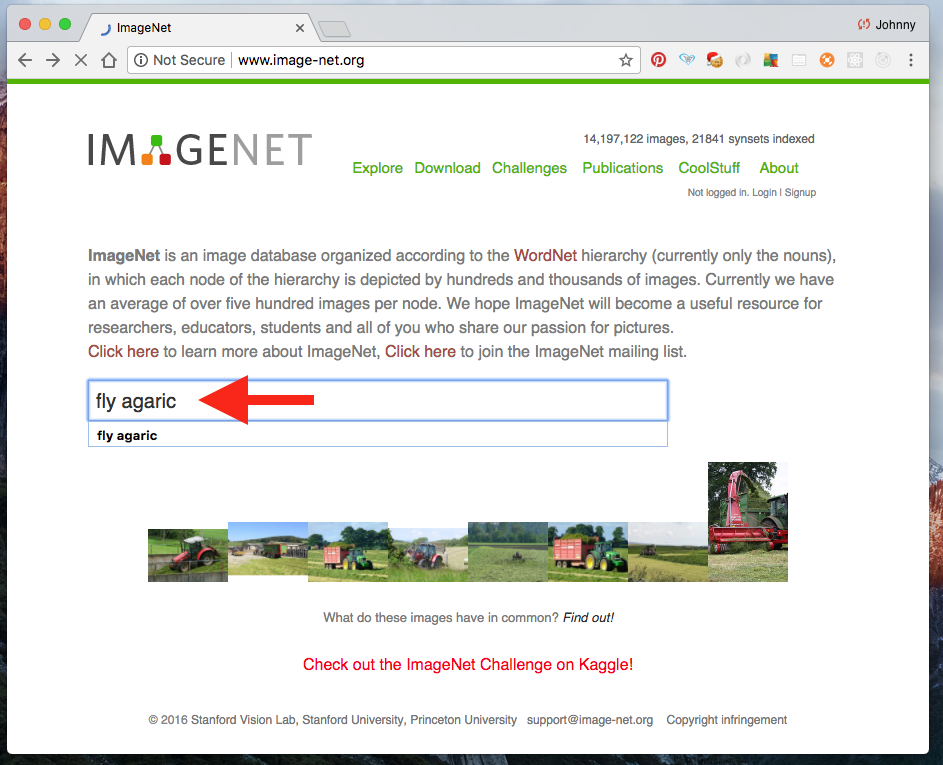 ImageNet
Johnny
Not Secure www.image-net.org
IMAGENET
14,197,122 images, 21841 synsets indexed
Explore Download Challenges Publications CoolStuff About
Not logged in. Login | Signup
ImageNet is an image database organized according to the WordNet hierarchy (currently only the nouns),
in which each node of the hierarchy is depicted by hundreds and thousands of images. Currently we have
an average of over five hundred images per node. We hope ImageNet will become a useful resource for
researchers, educators, students and all of you who share our passion for pictures.
Click here to learn more about ImageNet, Click here to join the ImageNet mailing list.
fly agaric
fly agaric
What do these images have in common? Find out!
Check out the ImageNet Challenge on Kaggle!
© 2016 Stanford Vision Lab, Stanford University, Princeton University support@image-net.org Copyright infringement